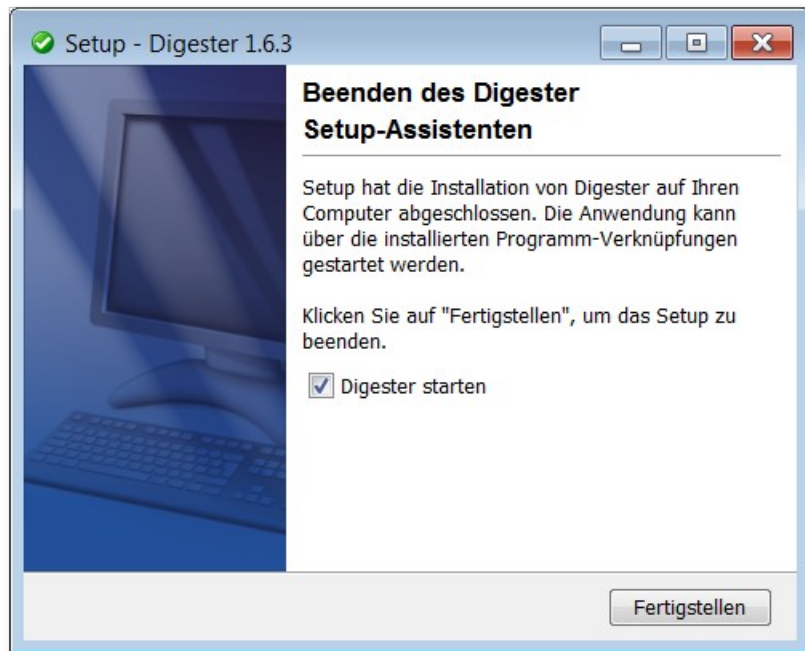 Setup - Digester 1.6.3
Beenden des Digester
Setup-Assistenten
Setup hat die Installation von Digester auf Ihren
Computer abgeschlossen. Die Anwendung kann
über die installierten Programm-Verknüpfungen
gestartet werden.
Klicken Sie auf "Fertigstellen", um das Setup zu
beenden.
Digester starten
Fertigstellen